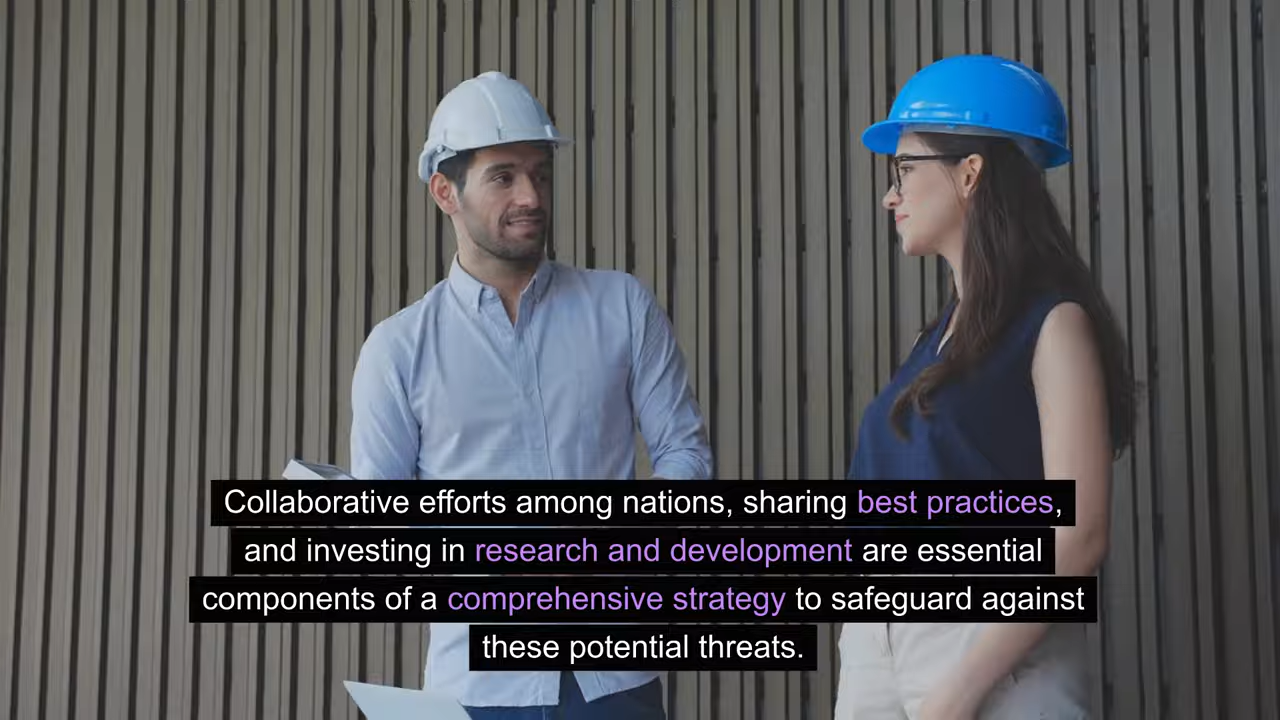 Collaborative efforts among nations, sharing best practices,
and investing in research and development are essential
components of a comprehensive strategy to safeguard against
these potential threats.